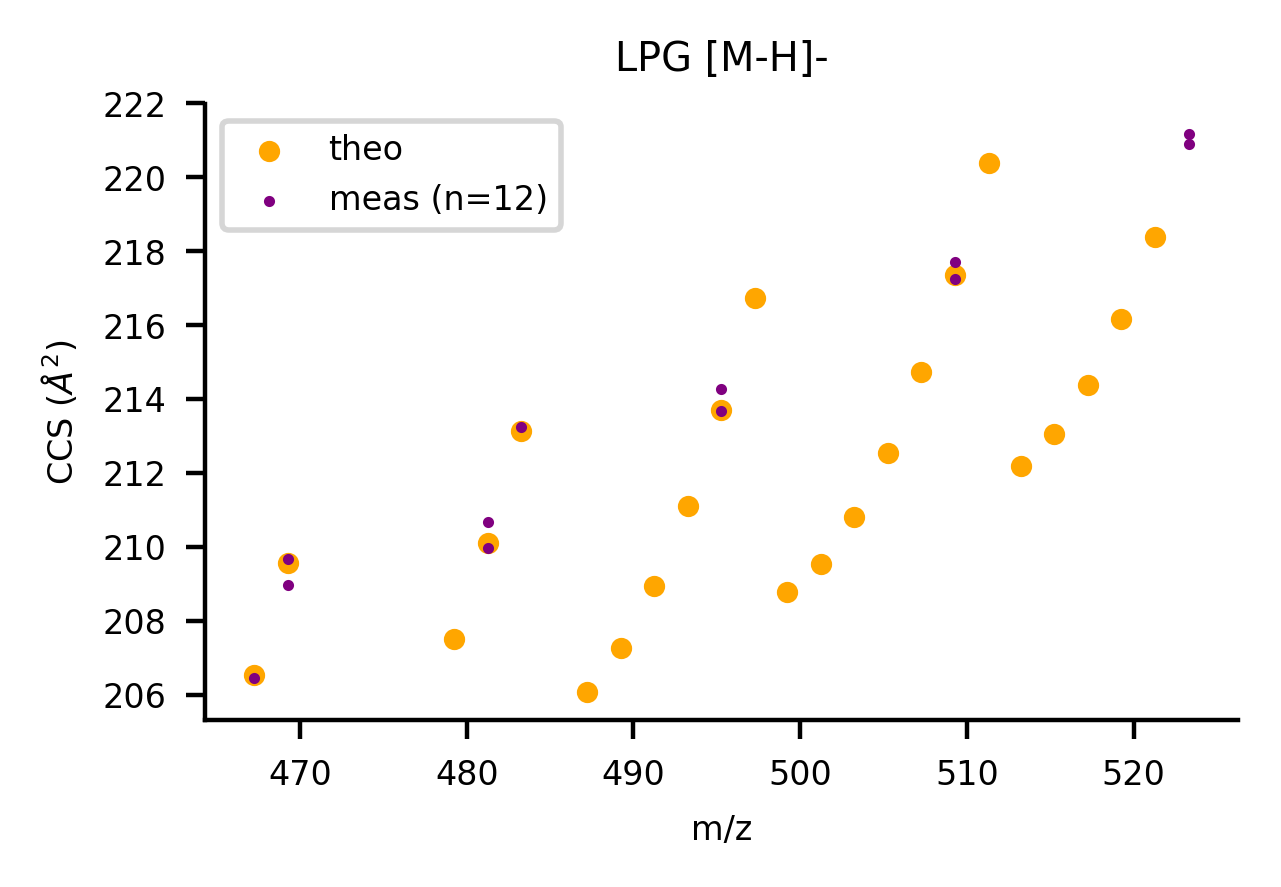 LPG [M-H]-
222
220
218
216
214
212
210
208
206
CCS (Å²)
theo
meas (n=12)
470 480 490 500 510 520
m/z